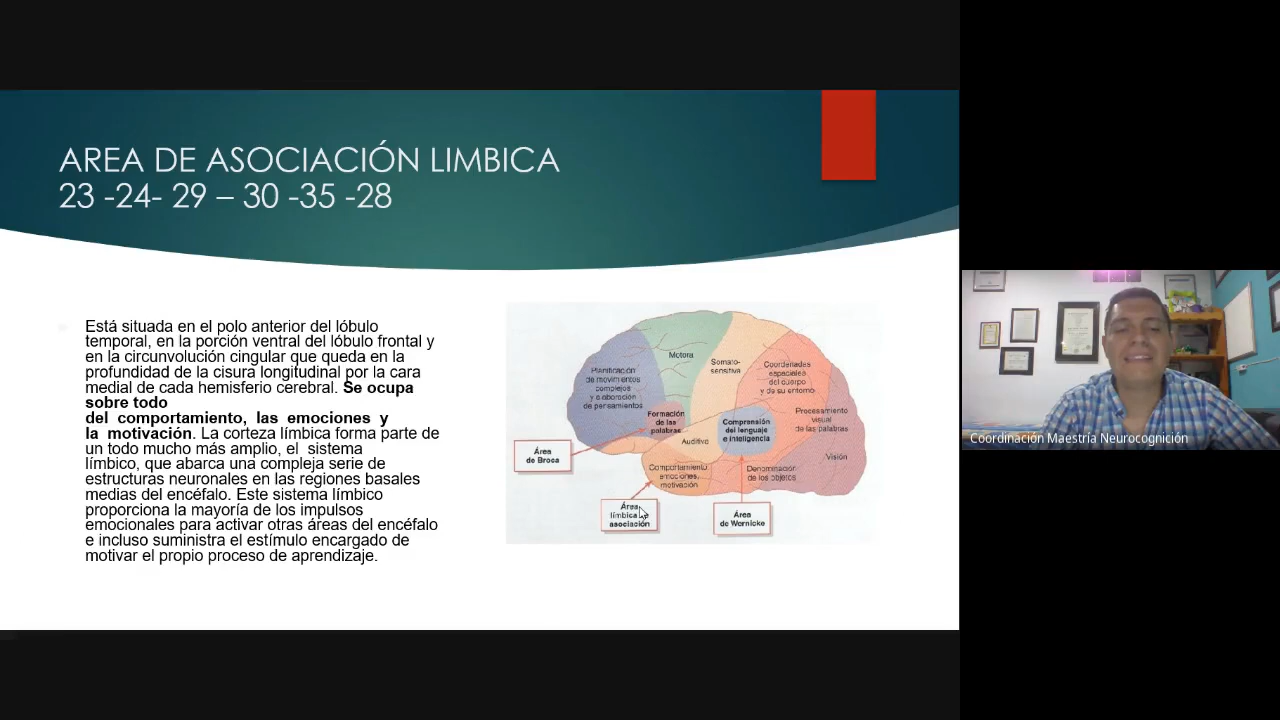 AREA DE ASOCIACIÓN LIMBICA
23 -24- 29 – 30 -35 -28
Está situada en el polo anterior del lóbulo
temporal, en la porción ventral del lóbulo frontal y
en la circunvolución cingular que queda en la
profundidad de la cisura longitudinal por la cara
medial de cada hemisferio cerebral. Se ocupa
sobre todo
del comportamiento, las emociones y
la motivación. La corteza límbica forma parte de
un todo mucho más amplio, el sistema
límbico, que abarca una compleja serie de
estructuras neuronales en las regiones basales
medias del encéfalo. Este sistema límbico
proporciona la mayoría de los impulsos
emocionales para activar otras áreas del encéfalo
e incluso suministra el estímulo encargado de
motivar el propio proceso de aprendizaje.
Motora
Somato-
sensitiva
Coordenadas
espaciales
del cuerpo
y de su entorno
Planificación
de movimientos
complejos
y elaboración
de pensamientos
Formación
de las
palabras
Comprensión
del lenguaje
e inteligencia
Procesamiento
visual
de las palabras
Auditiva
Visión
Comportamiento
emociones,
motivación
Denominación
de los objetos
Área
de Broca
Área
límbica de
asociación
Área
de Wernicke
Coordinación Maestría Neurocognición